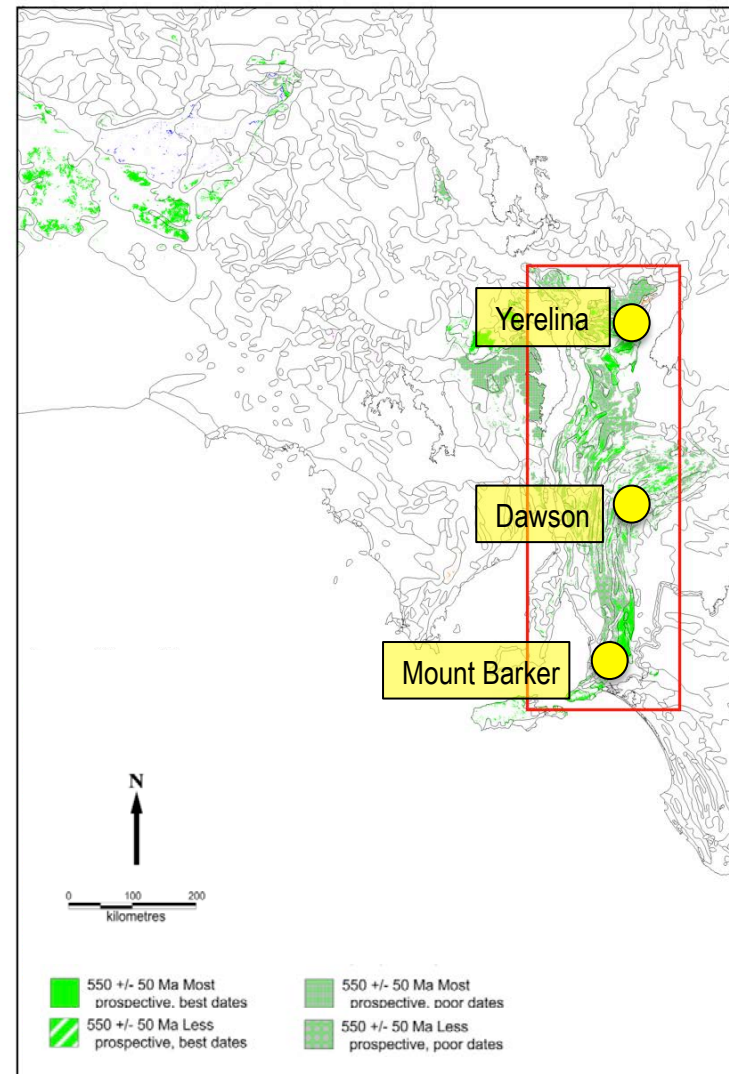 Yerelina
Dawson
Mount Barker
N
0 100 200
kilometres
550 +/- 50 Ma Most
prospective, best dates
550 +/- 50 Ma Most
prospective, poor dates
550 +/- 50 Ma Less
prospective, best dates
550 +/- 50 Ma Less
prospective, poor dates